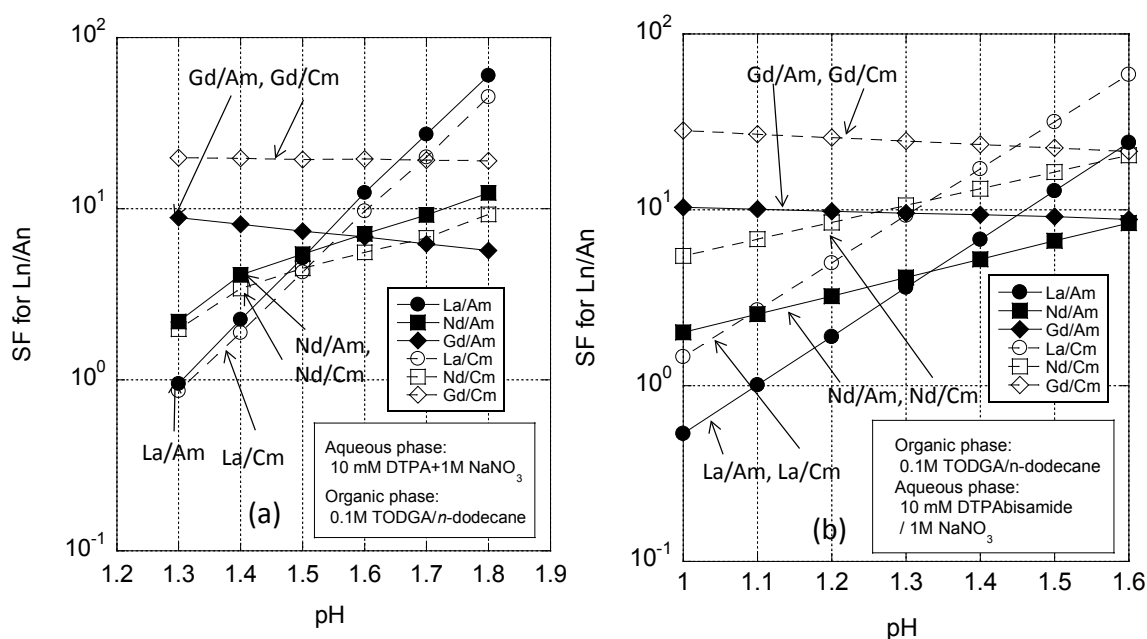 10²
10¹
10⁰
10⁻¹
SF for Ln/An
1.2 1.3 1.4 1.5 1.6 1.7 1.8 1.9
pH
Gd/Am, Gd/Cm
La/Am
Nd/Am
Gd/Am
La/Cm
Nd/Cm
Gd/Cm
Nd/Am,
Nd/Cm
La/Am
La/Cm
(a)
Aqueous phase:
10 mM DTPA+1M NaNO₃
Organic phase:
0.1M TODGA/n-dodecane
10²
10¹
10⁰
10⁻¹
SF for Ln/An
1 1.1 1.2 1.3 1.4 1.5 1.6
pH
Gd/Am, Gd/Cm
La/Am
Nd/Am
Gd/Am
La/Cm
Nd/Cm
Gd/Cm
Nd/Am, Nd/Cm
La/Am, La/Cm
(b)
Organic phase:
0.1M TODGA/n-dodecane
Aqueous phase:
10 mM DTPAbisamide
/ 1M NaNO₃